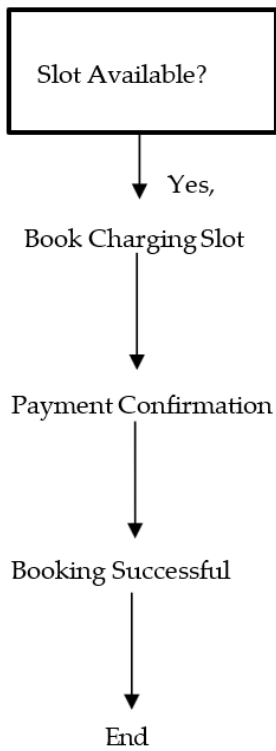 Slot Available?
Yes,
Book Charging Slot
Payment Confirmation
Booking Successful
End